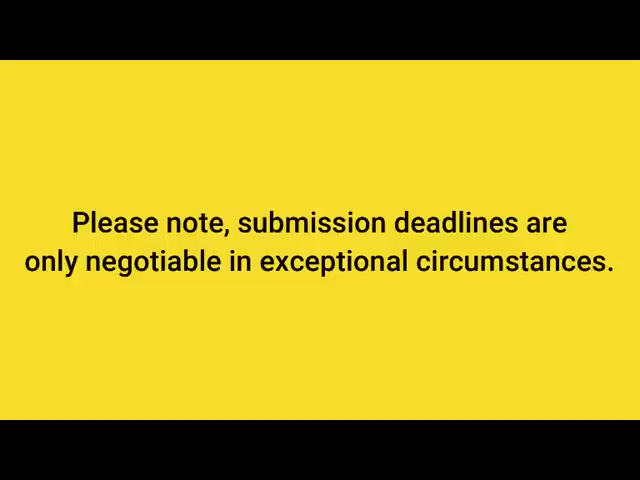 Please note, submission deadlines are
only negotiable in exceptional circumstances.